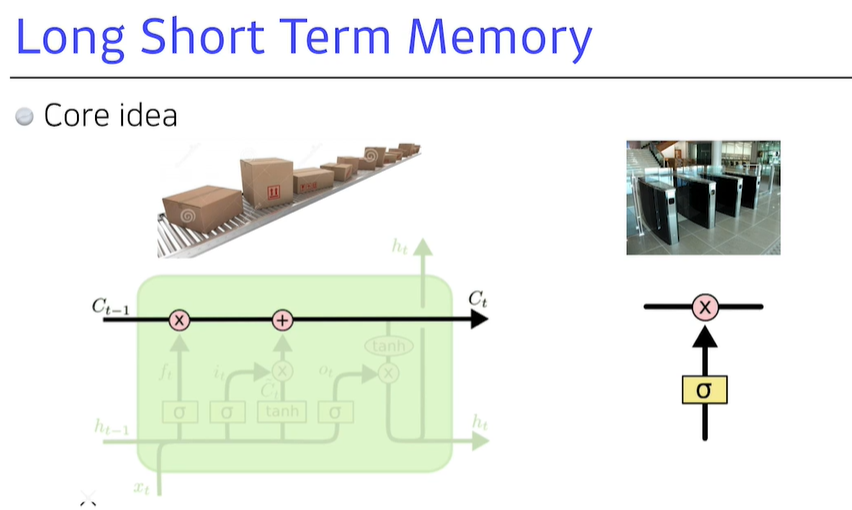 Long Short Term Memory
Core idea
h_t
C_{t-1}
C_t
x
+
x
tanh
f_t
i_t
x
o_t
x
C̃_t
σ
σ
σ
tanh
σ
h_{t-1}
h_t
x_t